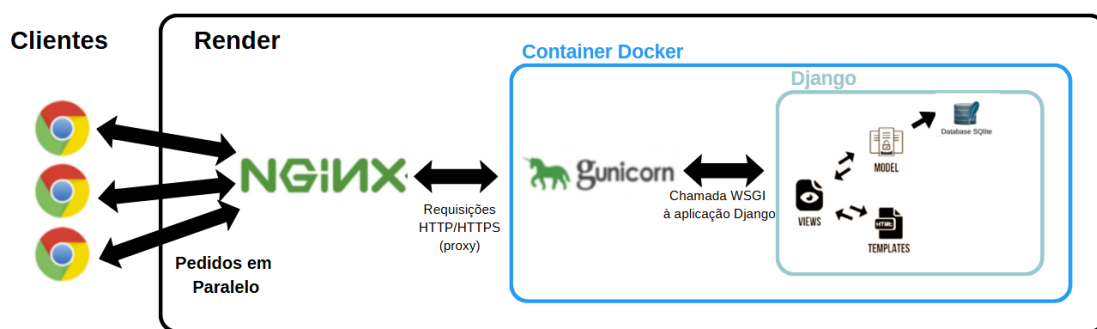 Clientes
Render
Container Docker
Django
Database SQlite
MODEL
NGiNX
gunicorn
Requisições
HTTP/HTTPS
(proxy)
Chamada WSGI
à aplicação Django
VIEWS
HTML
TEMPLATES
Pedidos em
Paralelo